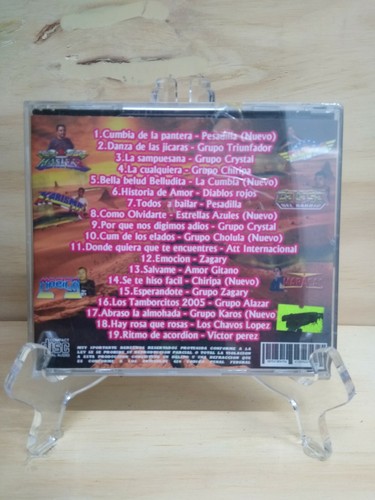 1.Cumbia de la pantera - Pesadilla (Nuevo)
2.Danza de las jicaras - Grupo Triunfador
3.La sampuesana - Grupo Crystal
4.La cualquiera - Grupo Chiripa
5.Bella belud Belludita - La Cumbia (Nuevo)
6.Historia de Amor - Diablos rojos
7.Todos a bailar - Pesadilla
8.Como Olvidarte - Estrellas Azules (Nuevo)
9.Por que nos digimos adios - Grupo Crystal
10.Cum de los elados - Grupo Cholula (Nuevo)
11.Donde quiera que te encuentres - Att Internacional
12.Emocion - Zagary
13.Salvame - Amor Gitano
14.Se te hiso facil - Chiripa (Nuevo)
15.Esperandote - Grupo Zagary
16.Los Tamborcitos 2005 - Grupo Alazar
17.Abraso la almohada - Grupo Karos (Nuevo)
18.Hay rosa que rosas - Los Chavos Lopez
19.Ritmo de acordion - Victor perez
COMPACT
disc